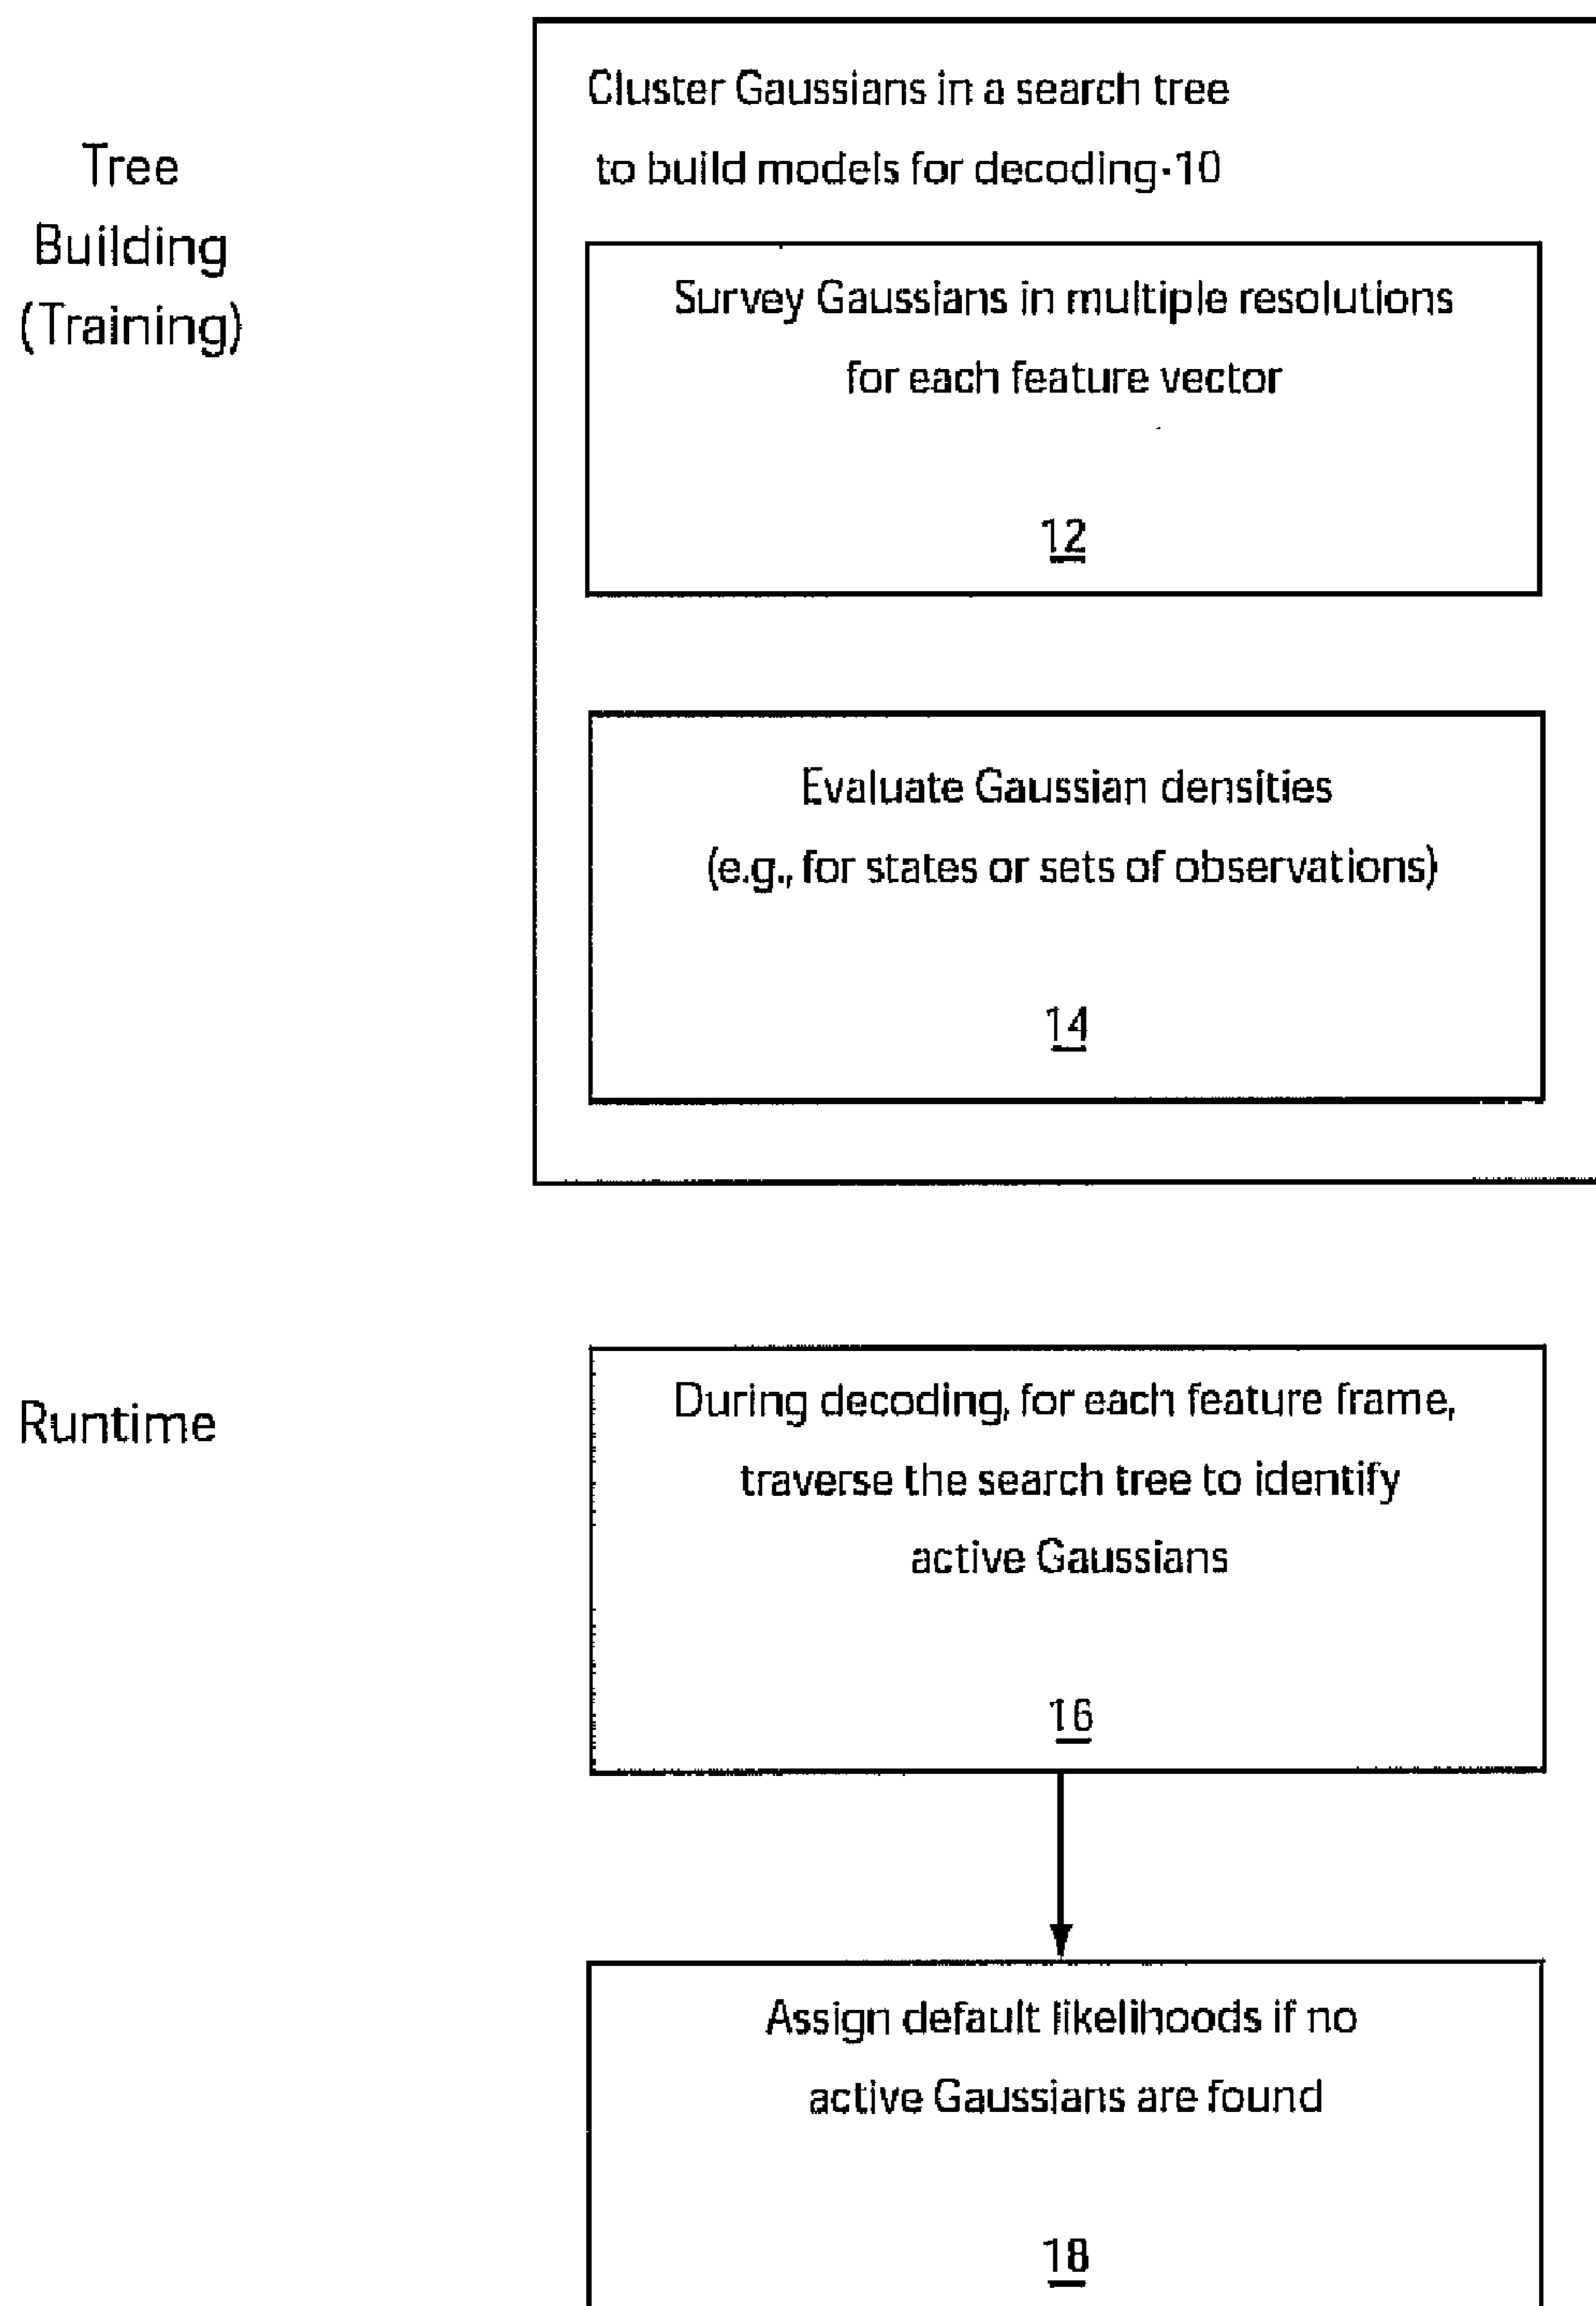 Tree
Building
(Training)
Cluster Gaussians in a search tree
to build models for decoding-10
Survey Gaussians in multiple resolutions
for each feature vector
12
Evaluate Gaussian densities
(e.g., for states or sets of observations)
14
Runtime
During decoding, for each feature frame,
traverse the search tree to identify
active Gaussians
16
Assign default likelihoods if no
active Gaussians are found
18